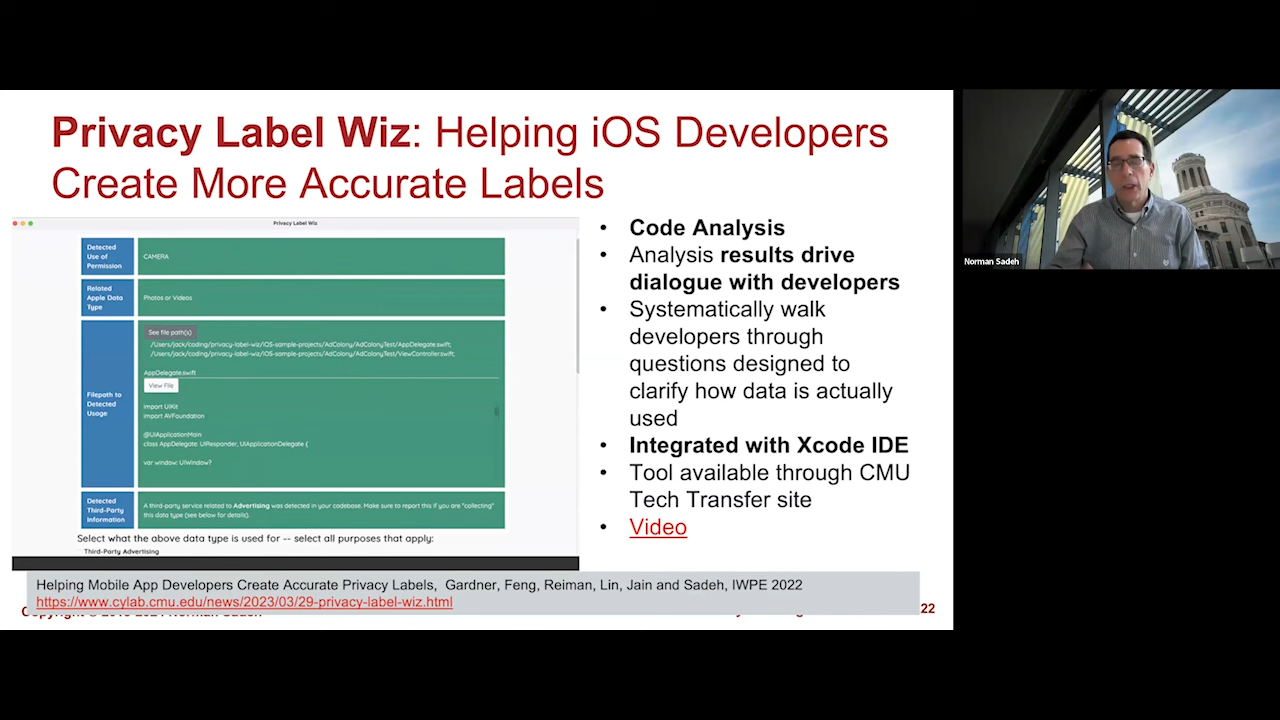 Privacy Label Wiz: Helping iOS Developers
Create More Accurate Labels
Privacy Label Wiz
Detected
Use of
Permission
CAMERA
Related
Apple Data
Type
Photos or Videos
Filepath to
Detected
Usage
See file path(s)
/Users/jack/coding/privacy-label-wiz/iOS-sample-projects/AdColony/AdColonyTest/AppDelegate.swift;
/Users/jack/coding/privacy-label-wiz/iOS-sample-projects/AdColony/AdColonyTest/ViewController.swift;
AppDelegate.swift
View File
import UIKit
import AVFoundation
@UIApplicationMain
class AppDelegate: UIResponder, UIApplicationDelegate {
var window: UIWindow?
Detected
Third-Party
Information
A third-party service related to Advertising was detected in your codebase. Make sure to report this if you are "collecting"
this data type (see below for details).
Select what the above data type is used for -- select all purposes that apply:
Third-Party Advertising
• Code Analysis
• Analysis results drive
dialogue with developers
• Systematically walk
developers through
questions designed to
clarify how data is actually
used
• Integrated with Xcode IDE
• Tool available through CMU
Tech Transfer site
• Video
Helping Mobile App Developers Create Accurate Privacy Labels, Gardner, Feng, Reiman, Lin, Jain and Sadeh, IWPE 2022
https://www.cylab.cmu.edu/news/2023/03/29-privacy-label-wiz.html
22
Norman Sadeh